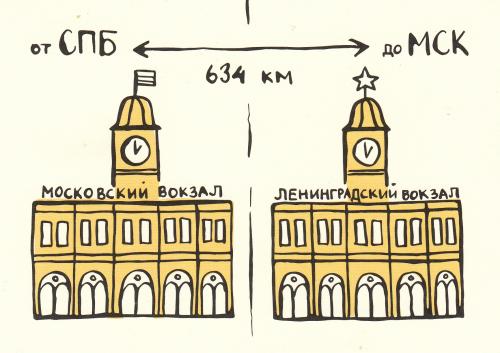 от СПБ
до МСК
634 км
МОСКОВСКИЙ ВОКЗАЛ
ЛЕНИНГРАДСКИЙ ВОКЗАЛ